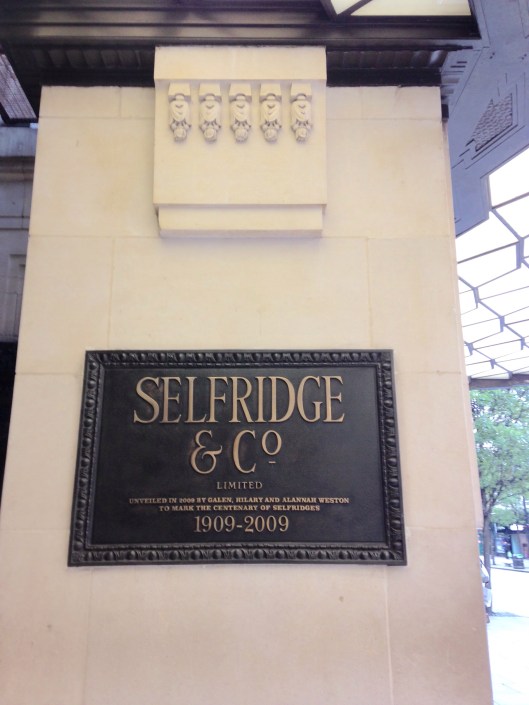 SELFRIDGE
& Co
LIMITED
UNVEILED IN 2009 BY GALEN, HILARY AND ALANNAH WESTON
TO MARK THE CENTENARY OF SELFRIDGES
1909-2009